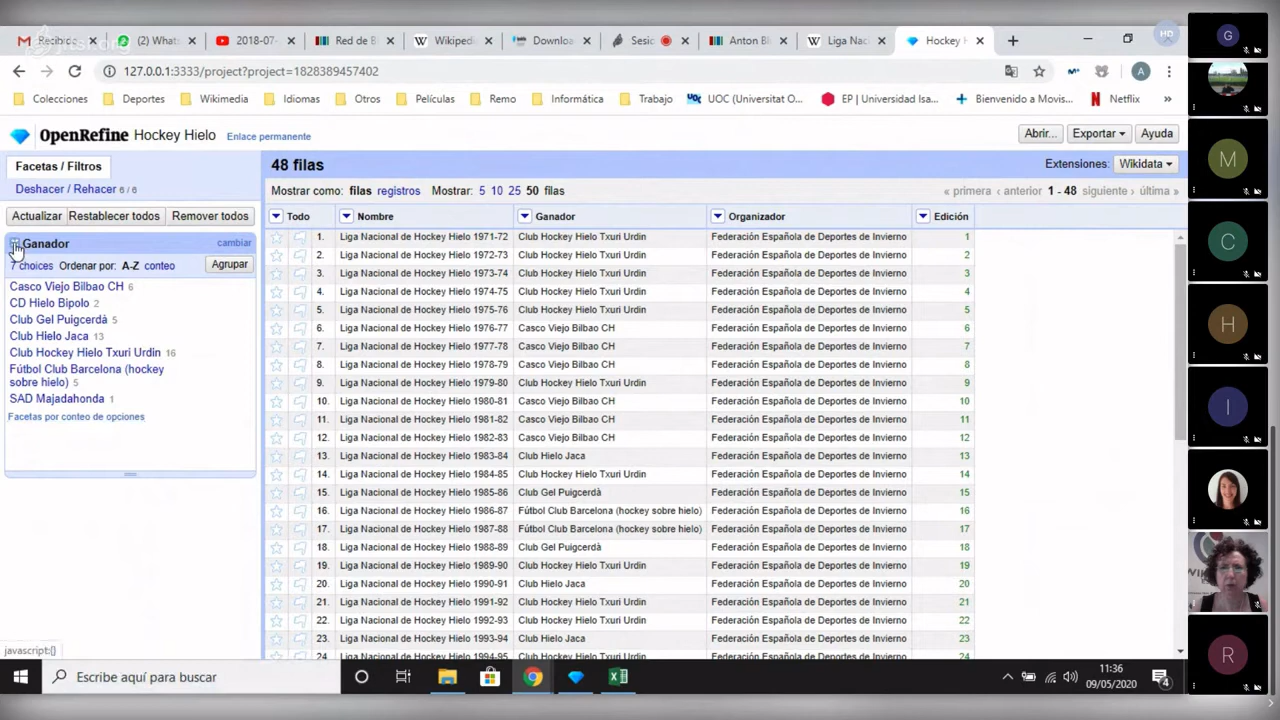 Recibidos
(2) Whats
2018-07-
Red de B
Wikiped
Downloa
Sesic
Anton Bl
Liga Nac
Hockey H
HD
127.0.0.1:3333/project?project=1828389457402
A
Colecciones
Deportes
Wikimedia
Idiomas
Otros
Películas
Remo
Informática
Trabajo
UOC (Universitat O...
EP | Universidad Isa...
Bienvenido a Movis...
Netflix
»
OPENREFINE Hockey Hielo Enlace permanente
Abrir...
Exportar
Ayuda
Facetas / Filtros
Deshacer / Rehacer 6 / 6
Actualizar
Restablecer todos
Remover todos
Ganador
cambiar
7 choices Ordenar por: A-Z conteo
Agrupar
Casco Viejo Bilbao CH 6
CD Hielo Bipolo 2
Club Gel Puigcerdà 5
Club Hielo Jaca 13
Club Hockey Hielo Txuri Urdin 16
Fútbol Club Barcelona (hockey
sobre hielo) 5
SAD Majadahonda 1
Facetas por conteo de opciones
48 filas
Extensiones: Wikidata
Mostrar como: filas registros Mostrar: 5 10 25 50 filas
« primera ‹ anterior 1 - 48 siguiente › última »
Todo Nombre Ganador Organizador Edición
1. Liga Nacional de Hockey Hielo 1971-72 Club Hockey Hielo Txuri Urdin Federación Española de Deportes de Invierno 1
2. Liga Nacional de Hockey Hielo 1972-73 Club Hockey Hielo Txuri Urdin Federación Española de Deportes de Invierno 2
3. Liga Nacional de Hockey Hielo 1973-74 Club Hockey Hielo Txuri Urdin Federación Española de Deportes de Invierno 3
4. Liga Nacional de Hockey Hielo 1974-75 Club Hockey Hielo Txuri Urdin Federación Española de Deportes de Invierno 4
5. Liga Nacional de Hockey Hielo 1975-76 Club Hockey Hielo Txuri Urdin Federación Española de Deportes de Invierno 5
6. Liga Nacional de Hockey Hielo 1976-77 Casco Viejo Bilbao CH Federación Española de Deportes de Invierno 6
7. Liga Nacional de Hockey Hielo 1977-78 Casco Viejo Bilbao CH Federación Española de Deportes de Invierno 7
8. Liga Nacional de Hockey Hielo 1978-79 Casco Viejo Bilbao CH Federación Española de Deportes de Invierno 8
9. Liga Nacional de Hockey Hielo 1979-80 Club Hockey Hielo Txuri Urdin Federación Española de Deportes de Invierno 9
10. Liga Nacional de Hockey Hielo 1980-81 Casco Viejo Bilbao CH Federación Española de Deportes de Invierno 10
11. Liga Nacional de Hockey Hielo 1981-82 Casco Viejo Bilbao CH Federación Española de Deportes de Invierno 11
12. Liga Nacional de Hockey Hielo 1982-83 Casco Viejo Bilbao CH Federación Española de Deportes de Invierno 12
13. Liga Nacional de Hockey Hielo 1983-84 Club Hielo Jaca Federación Española de Deportes de Invierno 13
14. Liga Nacional de Hockey Hielo 1984-85 Club Hockey Hielo Txuri Urdin Federación Española de Deportes de Invierno 14
15. Liga Nacional de Hockey Hielo 1985-86 Club Gel Puigcerdà Federación Española de Deportes de Invierno 15
16. Liga Nacional de Hockey Hielo 1986-87 Fútbol Club Barcelona (hockey sobre hielo) Federación Española de Deportes de Invierno 16
17. Liga Nacional de Hockey Hielo 1987-88 Fútbol Club Barcelona (hockey sobre hielo) Federación Española de Deportes de Invierno 17
18. Liga Nacional de Hockey Hielo 1988-89 Club Gel Puigcerdà Federación Española de Deportes de Invierno 18
19. Liga Nacional de Hockey Hielo 1989-90 Club Hockey Hielo Txuri Urdin Federación Española de Deportes de Invierno 19
20. Liga Nacional de Hockey Hielo 1990-91 Club Hielo Jaca Federación Española de Deportes de Invierno 20
21. Liga Nacional de Hockey Hielo 1991-92 Club Hockey Hielo Txuri Urdin Federación Española de Deportes de Invierno 21
22. Liga Nacional de Hockey Hielo 1992-93 Club Hockey Hielo Txuri Urdin Federación Española de Deportes de Invierno 22
23. Liga Nacional de Hockey Hielo 1993-94 Club Hielo Jaca Federación Española de Deportes de Invierno 23
24. Liga Nacional de Hockey Hielo 1994-95 Club Hockey Hielo Txuri Urdin Federación Española de Deportes de Invierno 24
javascript:{}
Escribe aquí para buscar
11:36
09/05/2020
4
G
M
C
H
I
R